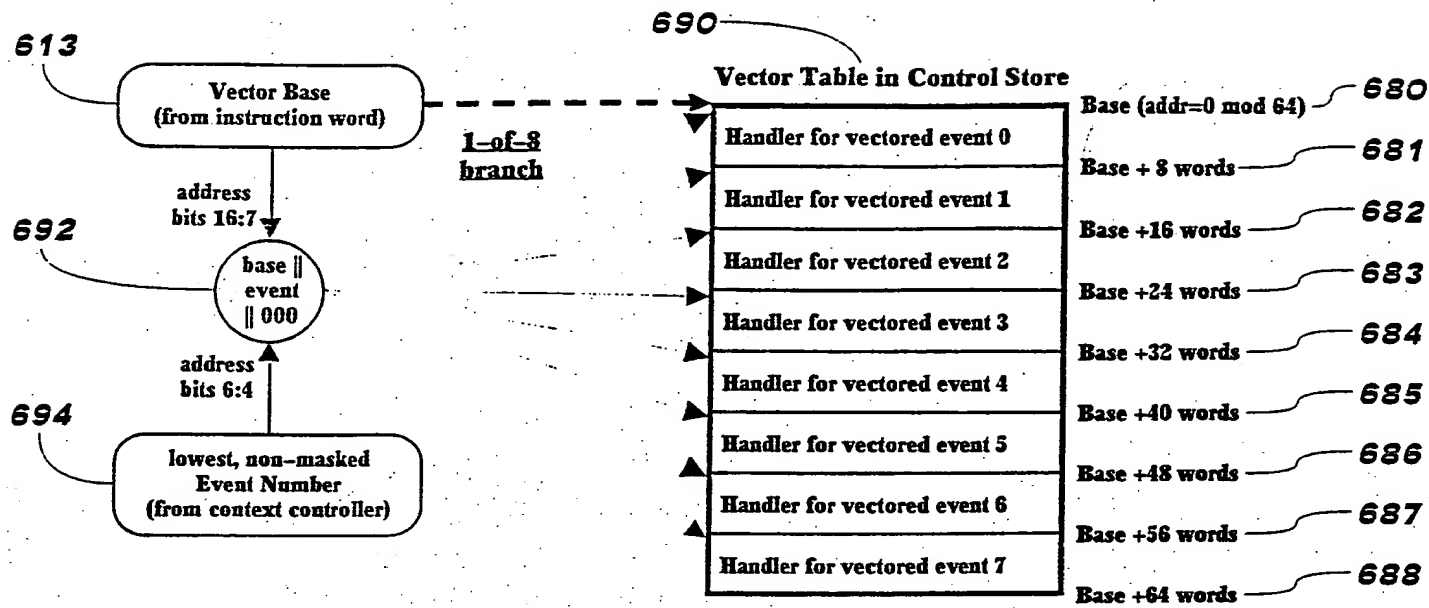 690
613
Vector Base
(from instruction word)
Vector Table in Control Store
Base (addr=0 mod 64)
680
1-of-8
branch
Handler for vectored event 0
Base + 8 words
681
address
bits 16:7
Handler for vectored event 1
Base +16 words
682
692
base ||
event
|| 000
Handler for vectored event 2
Base +24 words
683
Handler for vectored event 3
Base +32 words
684
address
bits 6:4
Handler for vectored event 4
Base +40 words
685
694
lowest, non-masked
Event Number
(from context controller)
Handler for vectored event 5
Base +48 words
686
Handler for vectored event 6
Base +56 words
687
Handler for vectored event 7
Base +64 words
688